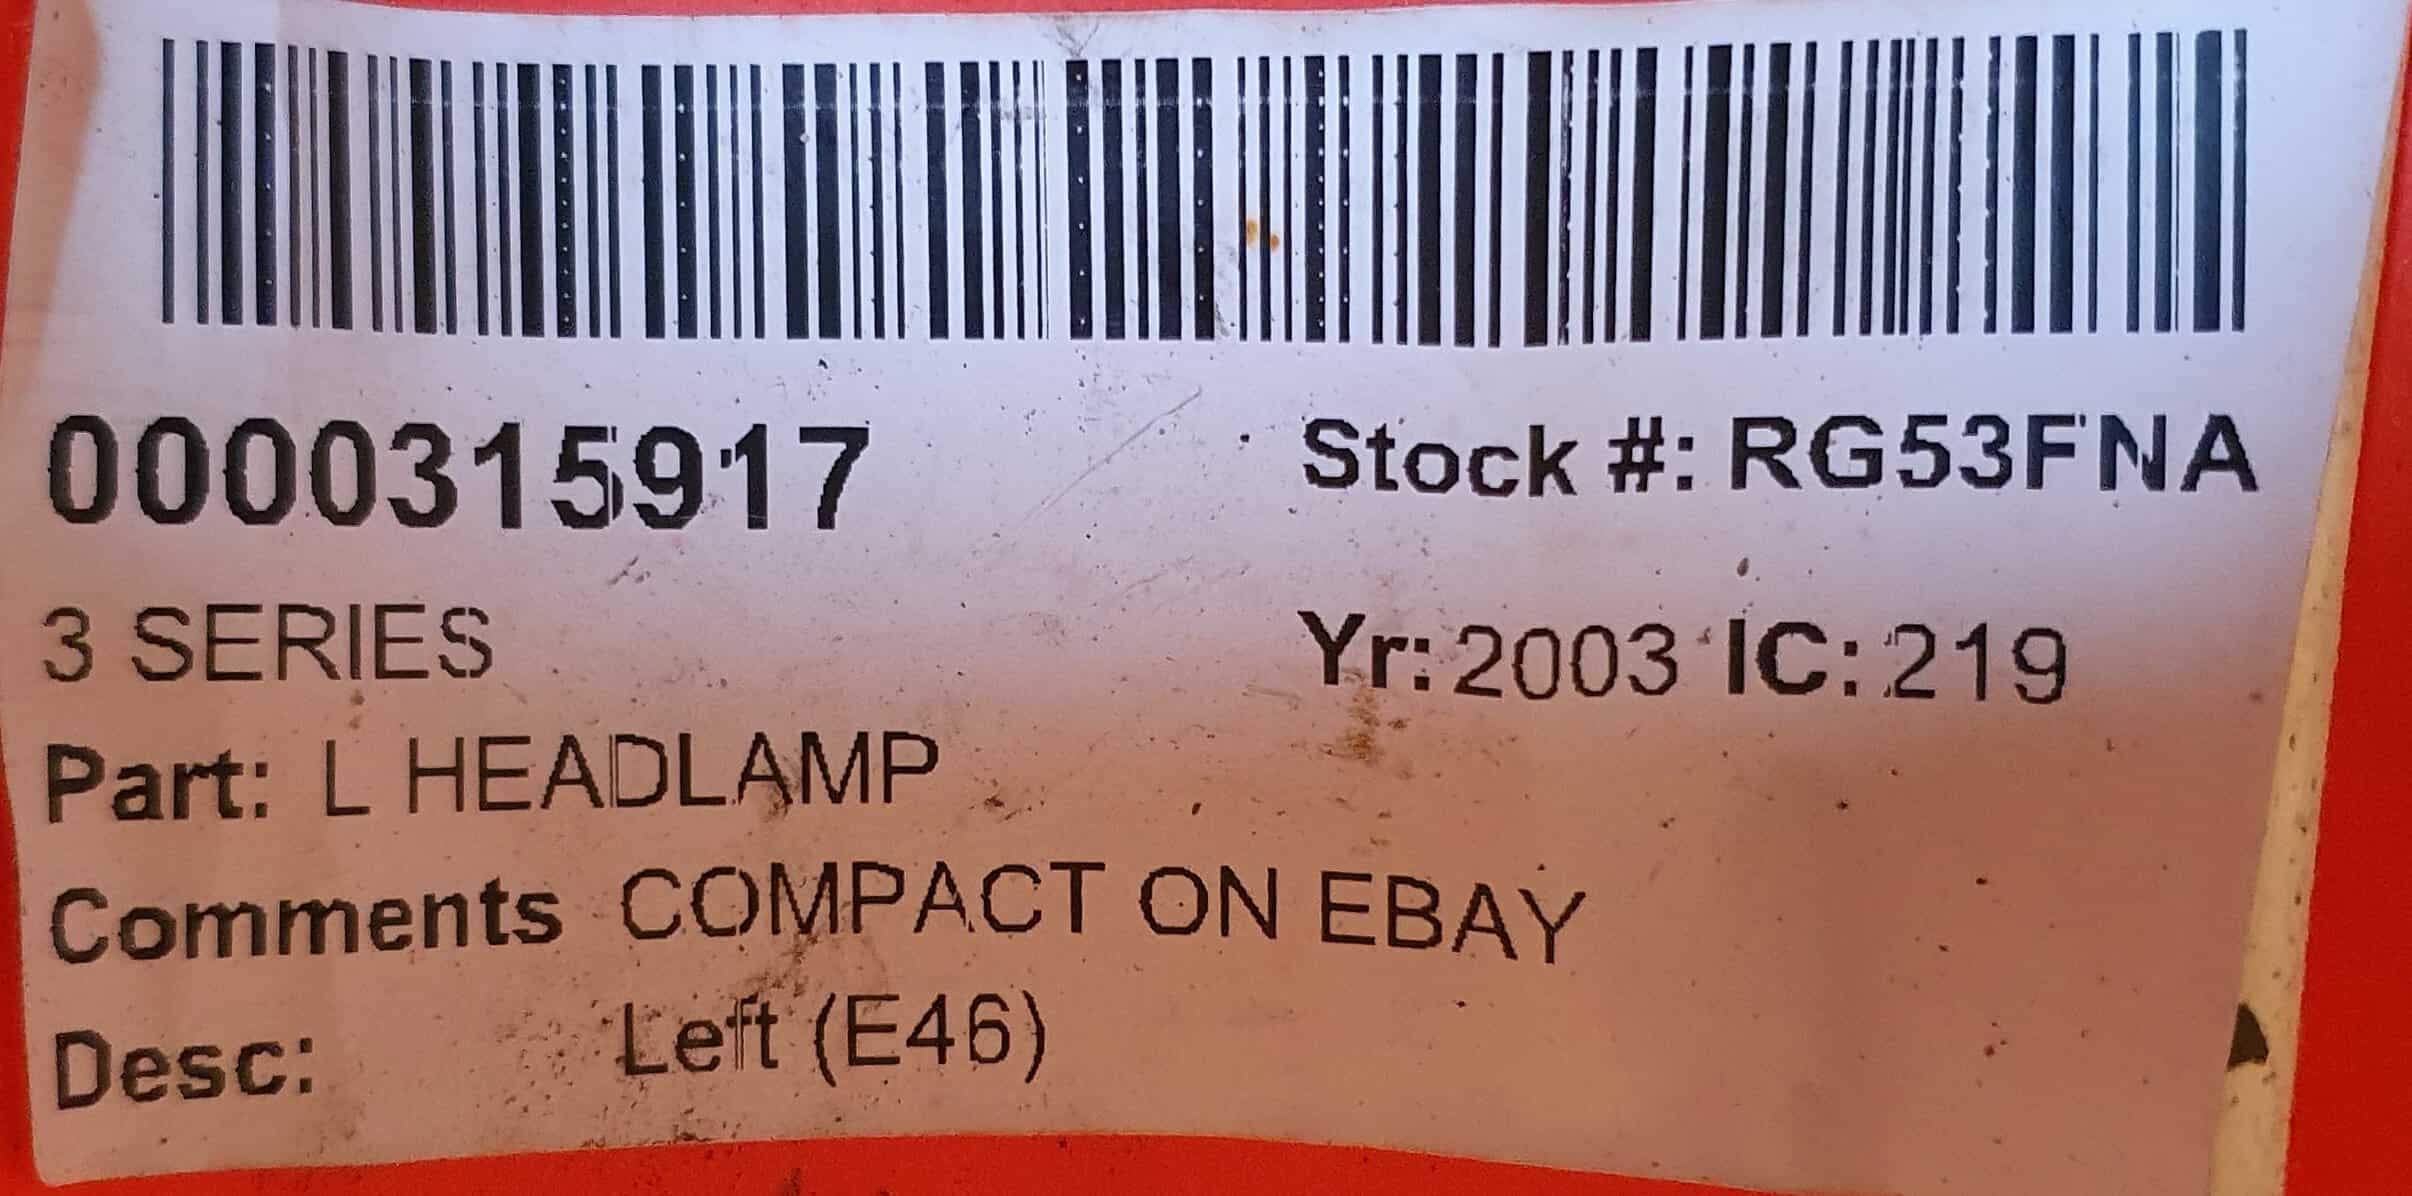 0000315917 Stock #: RG53FNA
3 SERIES Yr: 2003 IC: 219
Part: L HEADLAMP
Comments COMPACT ON EBAY
Desc: Left (E46)